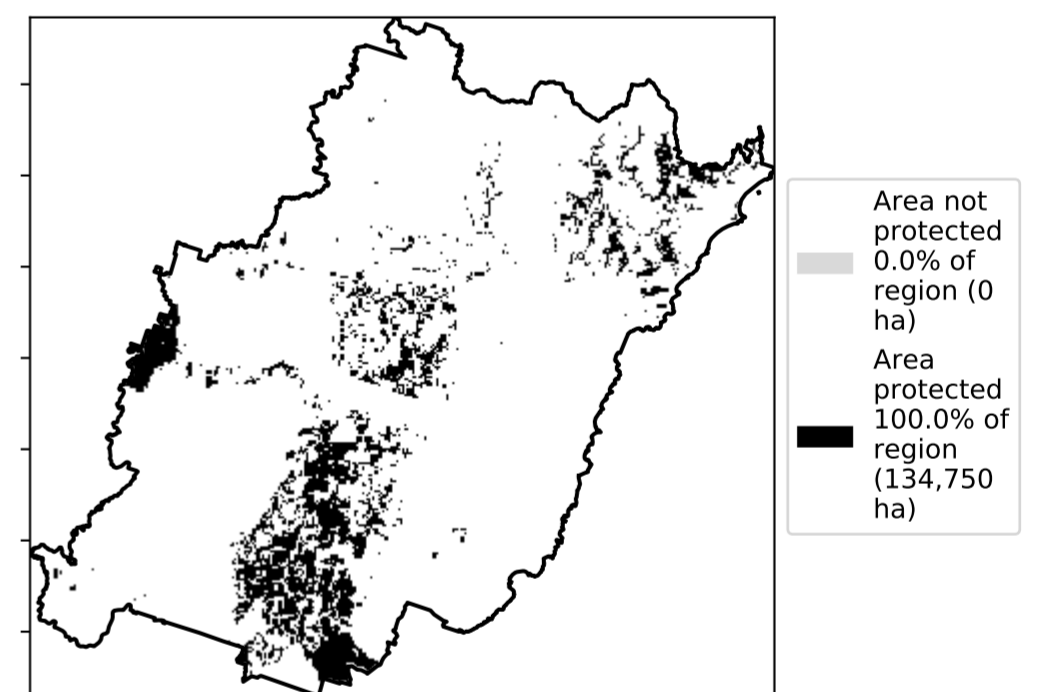 Area not
protected
0.0% of
region (0
ha)
Area
protected
100.0% of
region
(134,750
ha)